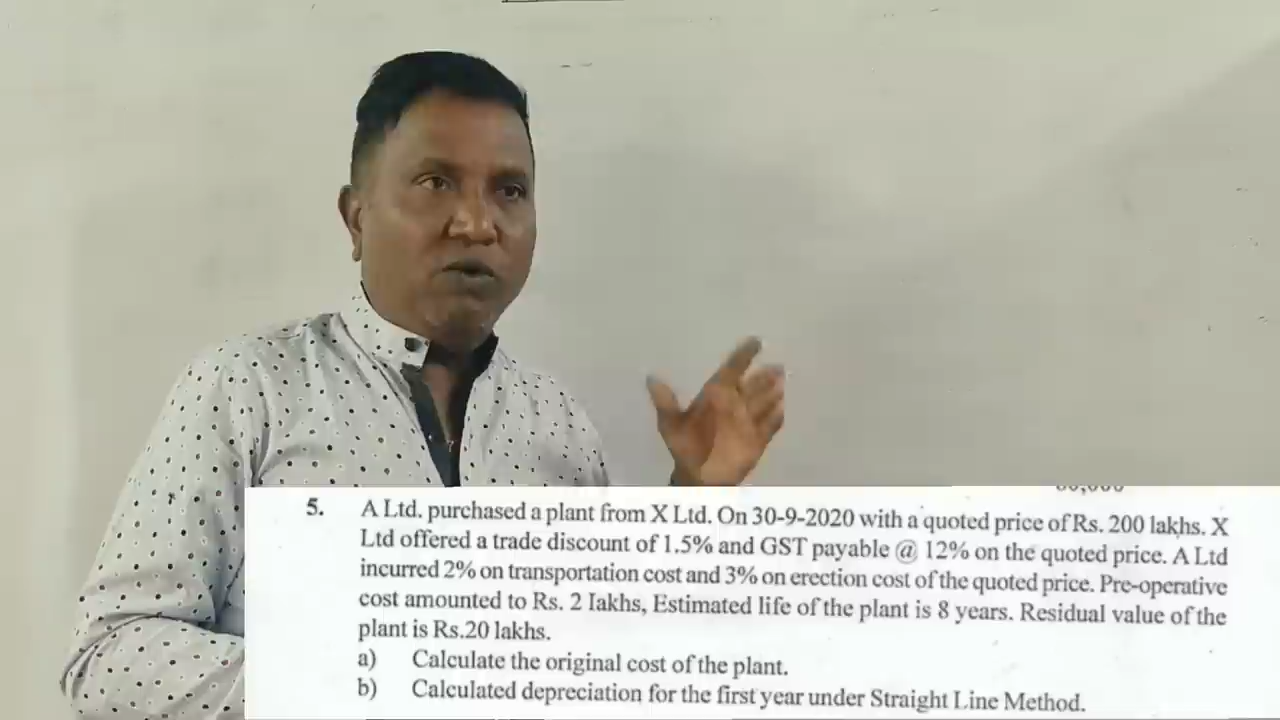 5. A Ltd. purchased a plant from X Ltd. On 30-9-2020 with a quoted price of Rs. 200 lakhs. X
Ltd offered a trade discount of 1.5% and GST payable @ 12% on the quoted price. A Ltd
incurred 2% on transportation cost and 3% on erection cost of the quoted price. Pre-operative
cost amounted to Rs. 2 Iakhs, Estimated life of the plant is 8 years. Residual value of the
plant is Rs.20 lakhs.
a) Calculate the original cost of the plant.
b) Calculated depreciation for the first year under Straight Line Method.